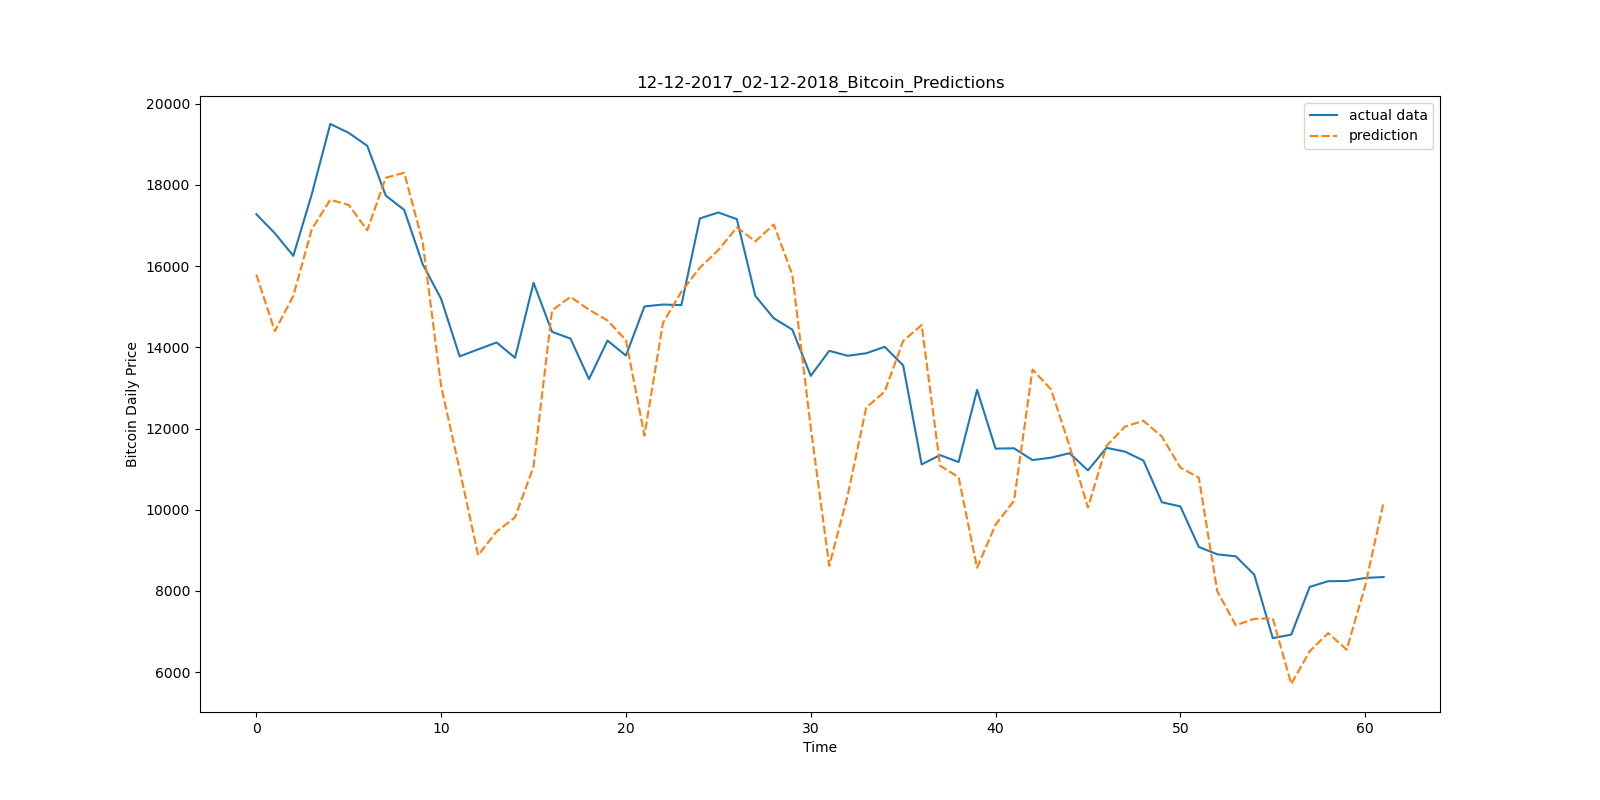 12-12-2017_02-12-2018_Bitcoin_Predictions
actual data
prediction
Bitcoin Daily Price
20000
18000
16000
14000
12000
10000
8000
6000
0 10 20 30 40 50 60
Time